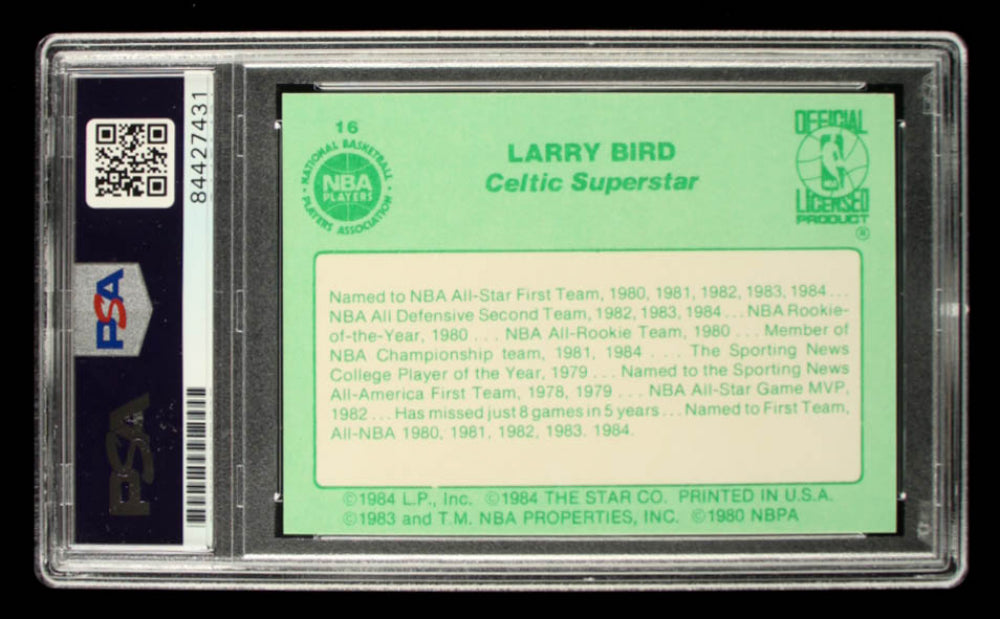 84427431
PSA
PSA
16
NATIONAL BASKETBALL
NBA
PLAYERS
PLAYERS ASSOCIATION
LARRY BIRD
Celtic Superstar
OFFICIAL
LICENSED
PRODUCT
®
Named to NBA All-Star First Team, 1980, 1981, 1982, 1983, 1984...
NBA All Defensive Second Team, 1982, 1983, 1984... NBA Rookie-
of-the-Year, 1980 ... NBA All-Rookie Team, 1980 ... Member of
NBA Championship team, 1981, 1984 ... The Sporting News
College Player of the Year, 1979 ... Named to the Sporting News
All-America First Team, 1978, 1979 ... NBA All-Star Game MVP,
1982 ... Has missed just 8 games in 5 years ... Named to First Team,
All-NBA 1980, 1981, 1982, 1983. 1984.
©1984 L.P., Inc. ©1984 THE STAR CO. PRINTED IN U.S.A.
©1983 and T.M. NBA PROPERTIES, INC. ©1980 NBPA